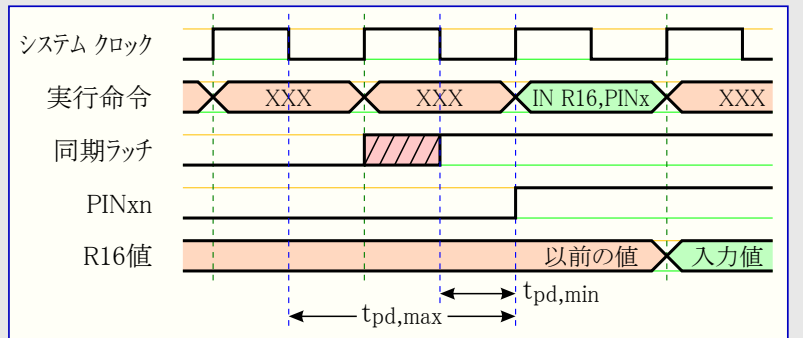 システム クロック
実行命令 XXX XXX IN R16,PINx XXX
同期ラッチ
PINxn
R16値 以前の値 入力値
tpd,min
tpd,max